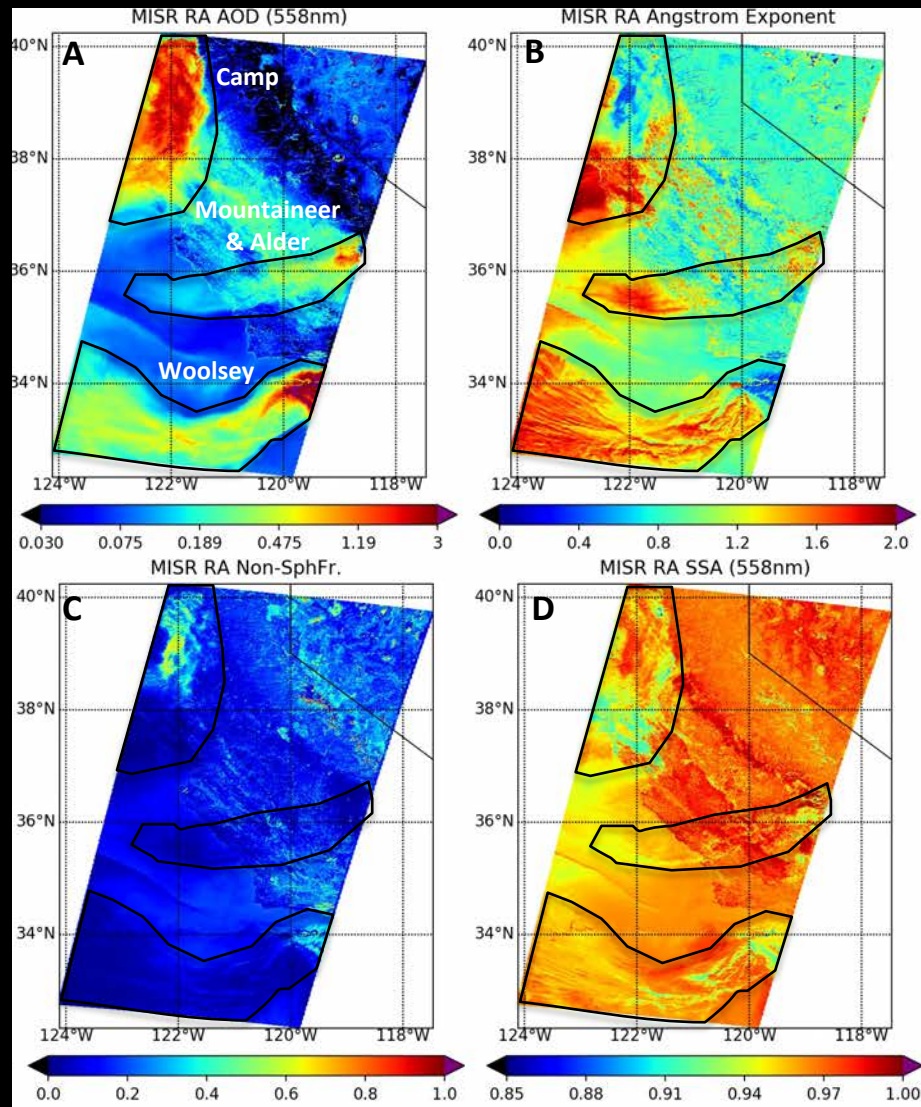 MISR RA AOD (558nm)
A
Camp
Mountaineer
& Alder
Woolsey
40°N
38°N
36°N
34°N
124°W 122°W 120°W 118°W
0.030 0.075 0.189 0.475 1.19 3
MISR RA Angstrom Exponent
B
40°N
38°N
36°N
34°N
124°W 122°W 120°W 118°W
0.0 0.4 0.8 1.2 1.6 2.0
MISR RA Non-SphFr.
C
40°N
38°N
36°N
34°N
124°W 122°W 120°W 118°W
0.0 0.2 0.4 0.6 0.8 1.0
MISR RA SSA (558nm)
D
40°N
38°N
36°N
34°N
124°W 122°W 120°W 118°W
0.85 0.88 0.91 0.94 0.97 1.00